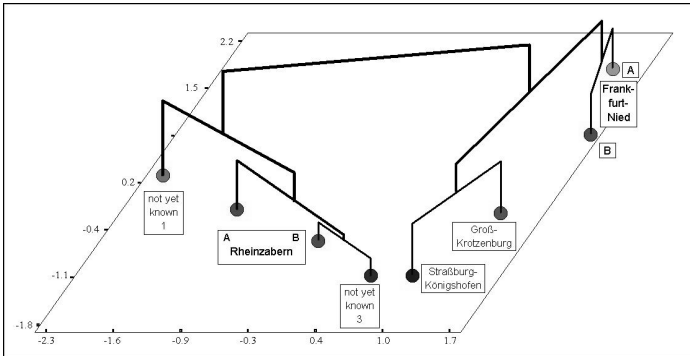 2.2
1.5
0.2
-0.4
-1.1
-1.8
-2.3 -1.6 -0.9 -0.3 0.4 1.0 1.7
not yet
known
1
A B
Rheinzabern
not yet
known
3
Straßburg-
Königshofen
Groß-
Krotzenburg
A
Frank-
furt-
Nied
B